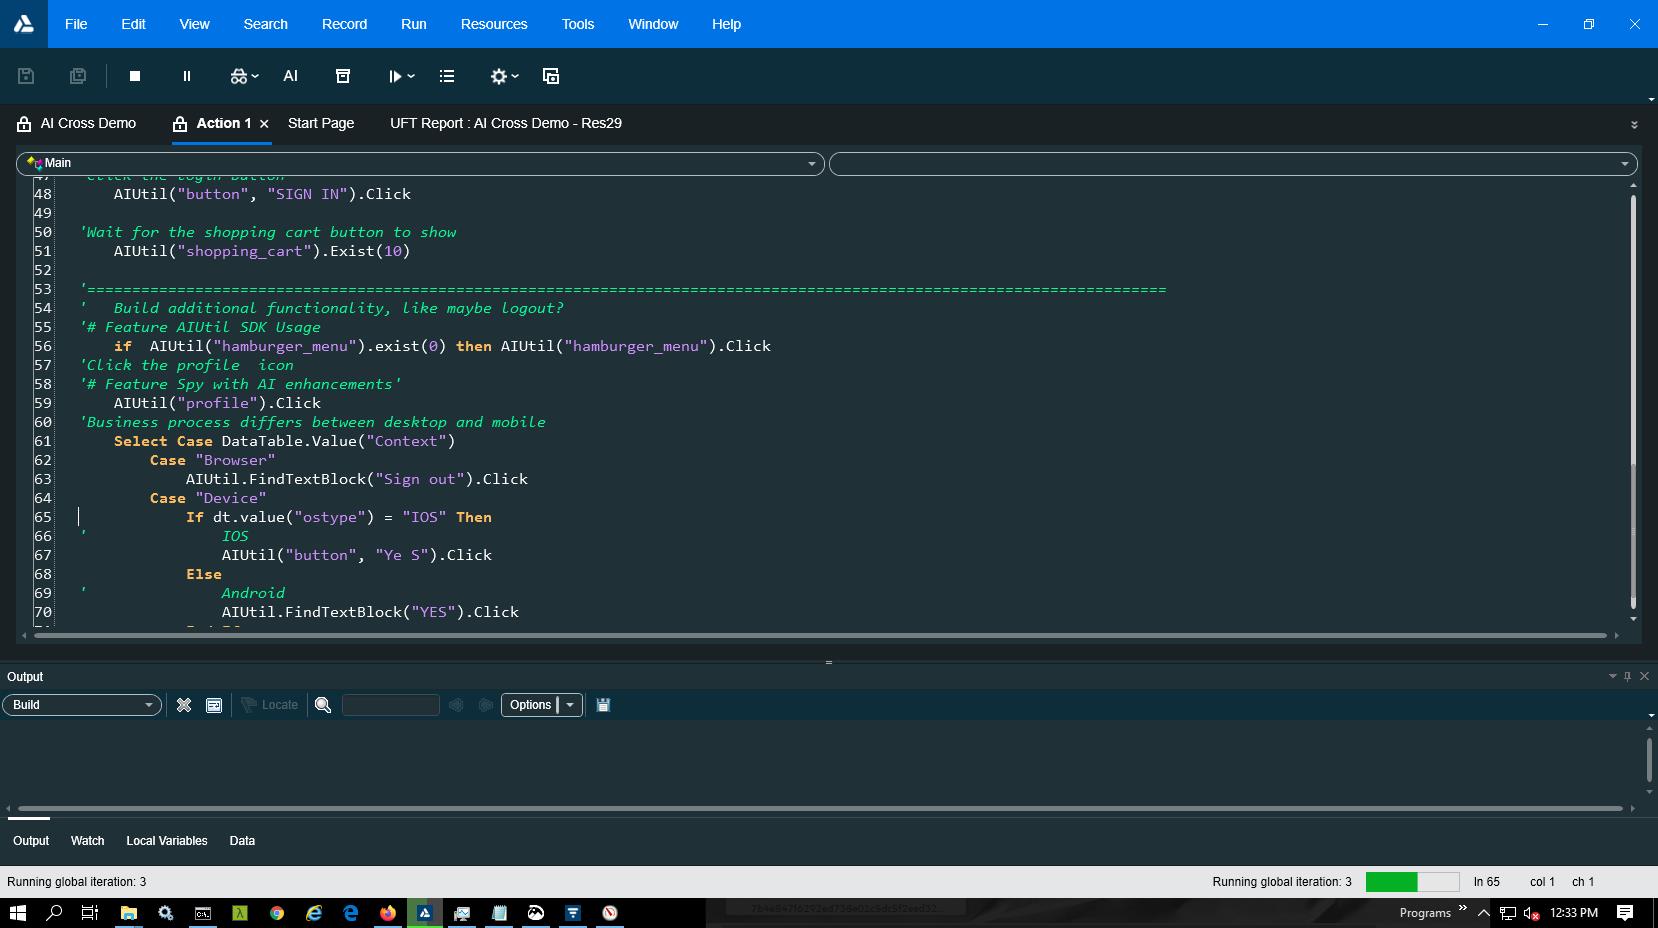 File Edit View Search Record Run Resources Tools Window Help
AI
AI Cross Demo Action 1 × Start Page UFT Report : AI Cross Demo - Res29
Main
47 'Click the login button
48 AIUtil("button", "SIGN IN").Click
49
50 'Wait for the shopping cart button to show
51 AIUtil("shopping_cart").Exist(10)
52
53 '========================================================================================================================
54 ' Build additional functionality, like maybe logout?
55 '# Feature AIUtil SDK Usage
56 if AIUtil("hamburger_menu").exist(0) then AIUtil("hamburger_menu").Click
57 'Click the profile  icon
58 '# Feature Spy with AI enhancements'
59 AIUtil("profile").Click
60 'Business process differs between desktop and mobile
61 Select Case DataTable.Value("Context")
62 Case "Browser"
63 AIUtil.FindTextBlock("Sign out").Click
64 Case "Device"
65 If dt.value("ostype") = "IOS" Then
66 ' IOS
67 AIUtil("button", "Ye S").Click
68 Else
69 ' Android
70 AIUtil.FindTextBlock("YES").Click
71 End If
Output
Build Locate Options
Output Watch Local Variables Data
Running global iteration: 3 Running global iteration: 3 ln 65 col 1 ch 1
Programs 12:33 PM